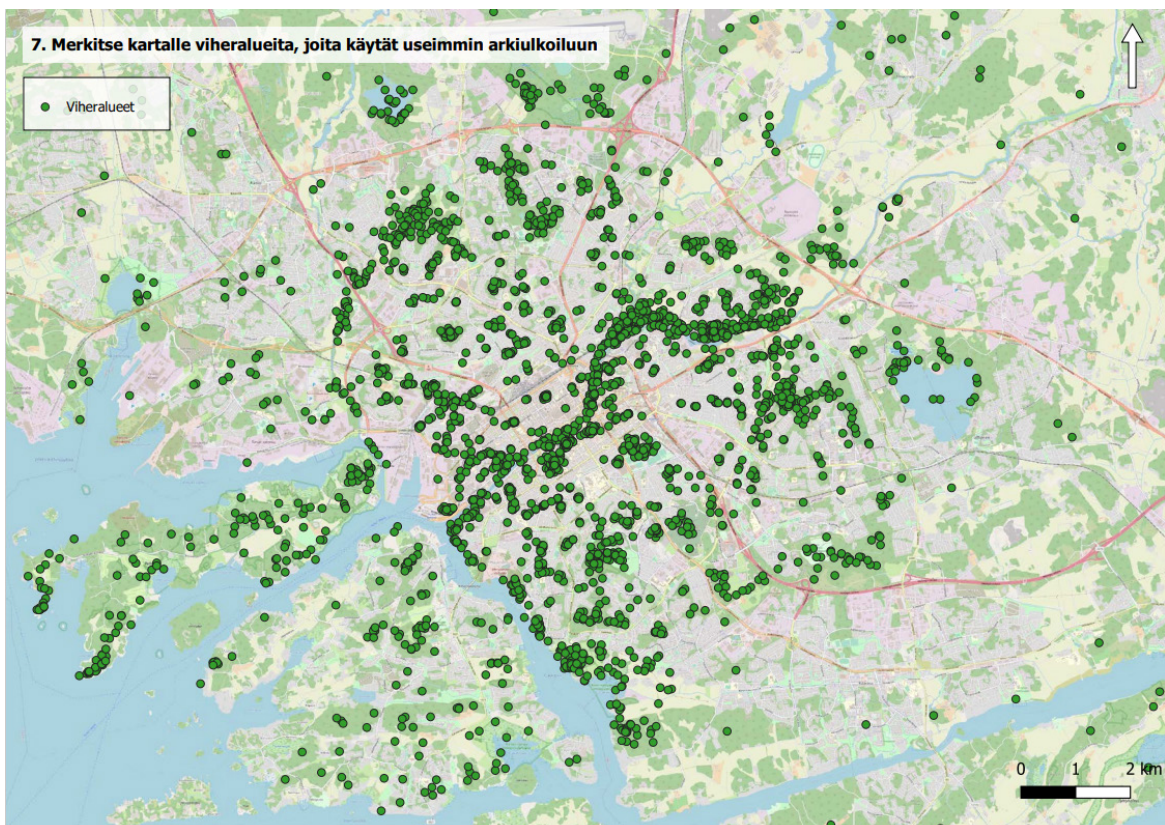 7. Merkitse kartalle viheralueita, joita käytät useimmin arkiulkoiluun
Viheralueet
0 1 2 km